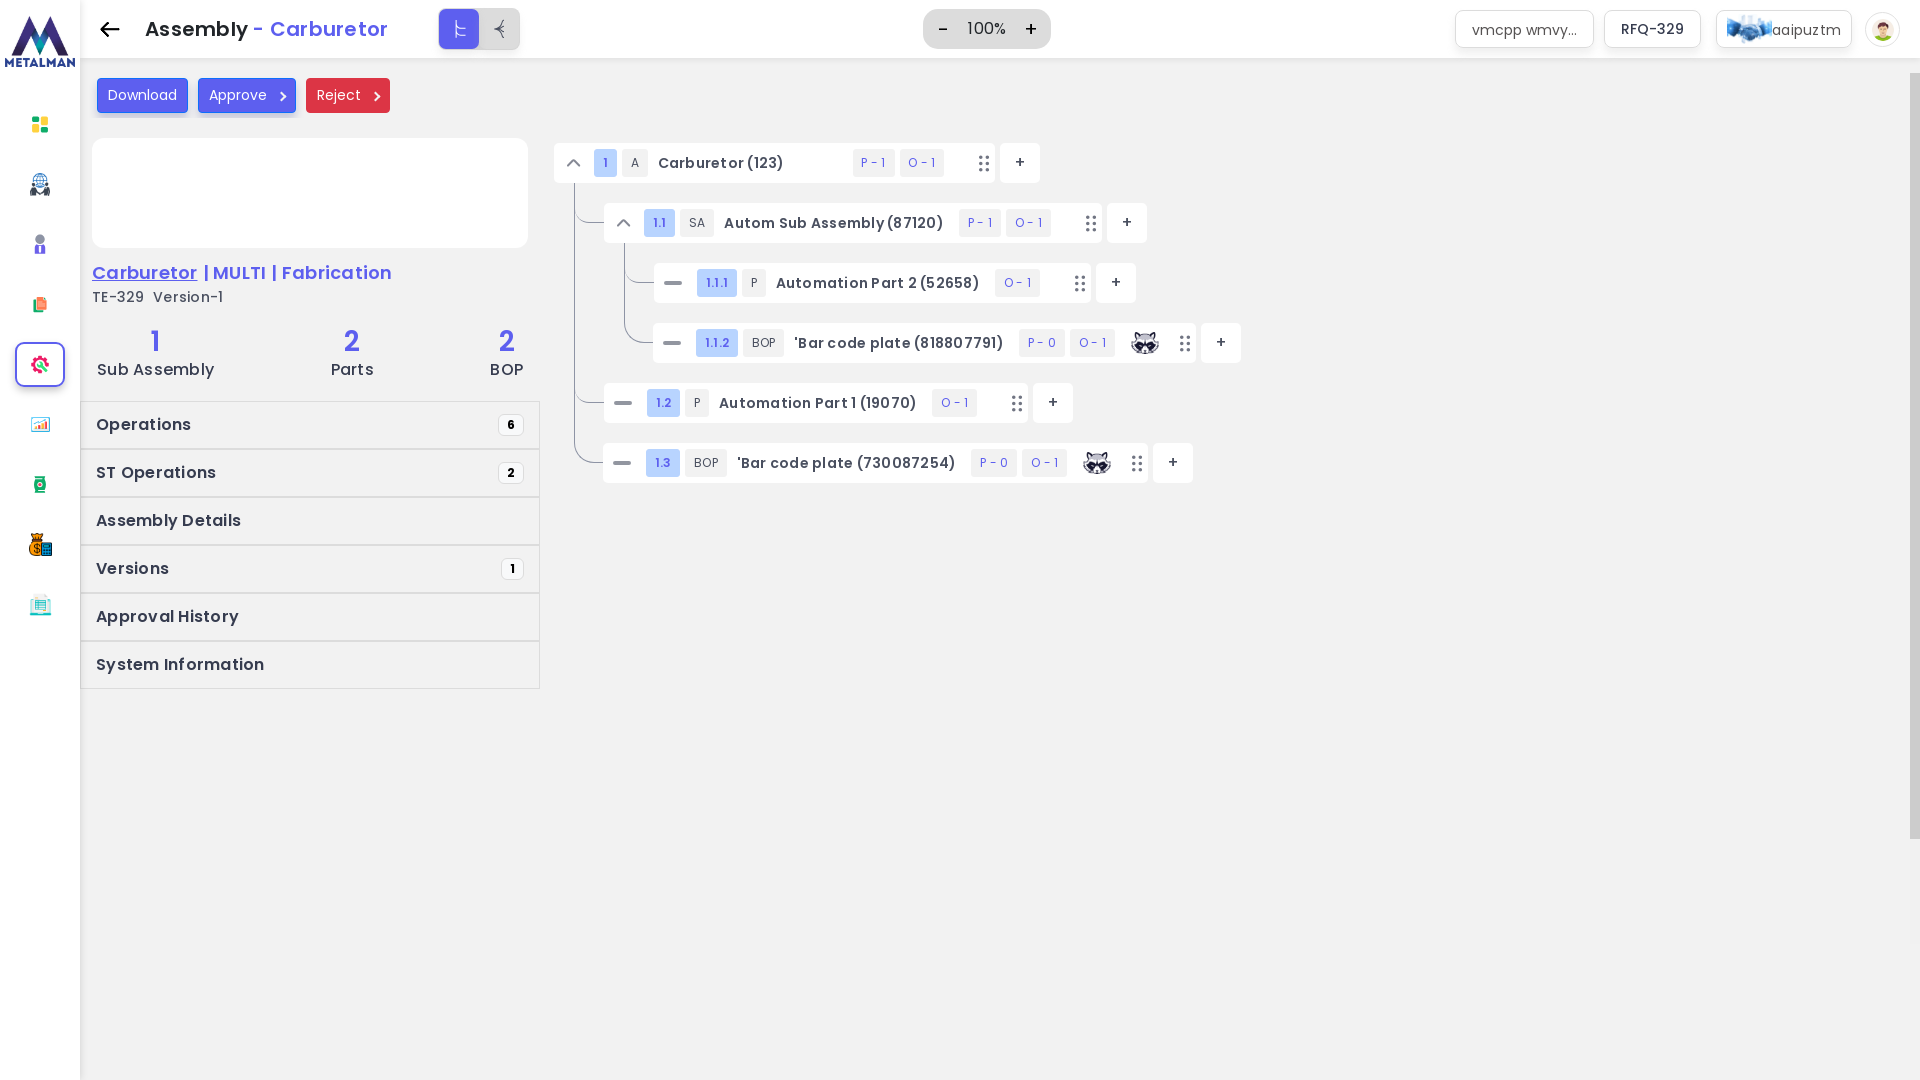 METALMAN
Assembly - Carburetor
- 100% +
vmcpp wmvy...
RFQ-329
aaipuztm
Download
Approve
Reject
Carburetor | MULTI | Fabrication
TE-329 Version-1
1
Sub Assembly
2
Parts
2
BOP
Operations 6
ST Operations 2
Assembly Details
Versions 1
Approval History
System Information
1 A Carburetor (123) P - 1 O - 1 +
1.1 SA Autom Sub Assembly (87120) P - 1 O - 1 +
1.1.1 P Automation Part 2 (52658) O - 1 +
1.1.2 BOP 'Bar code plate (818807791) P - 0 O - 1 +
1.2 P Automation Part 1 (19070) O - 1 +
1.3 BOP 'Bar code plate (730087254) P - 0 O - 1 +